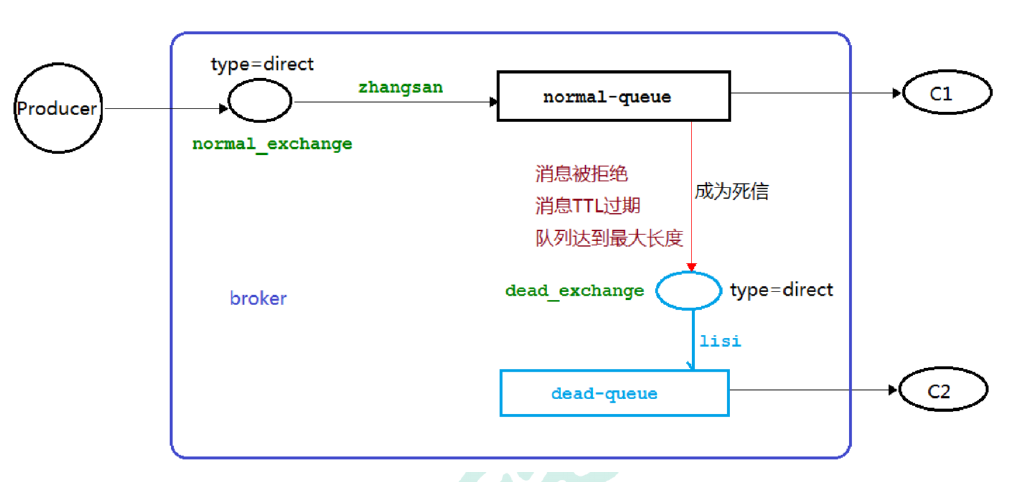 type=direct
zhangsan
Producer
normal-queue
C1
normal_exchange
消息被拒绝
消息TTL过期
队列达到最大长度
成为死信
broker
dead_exchange
type=direct
lisi
dead-queue
C2